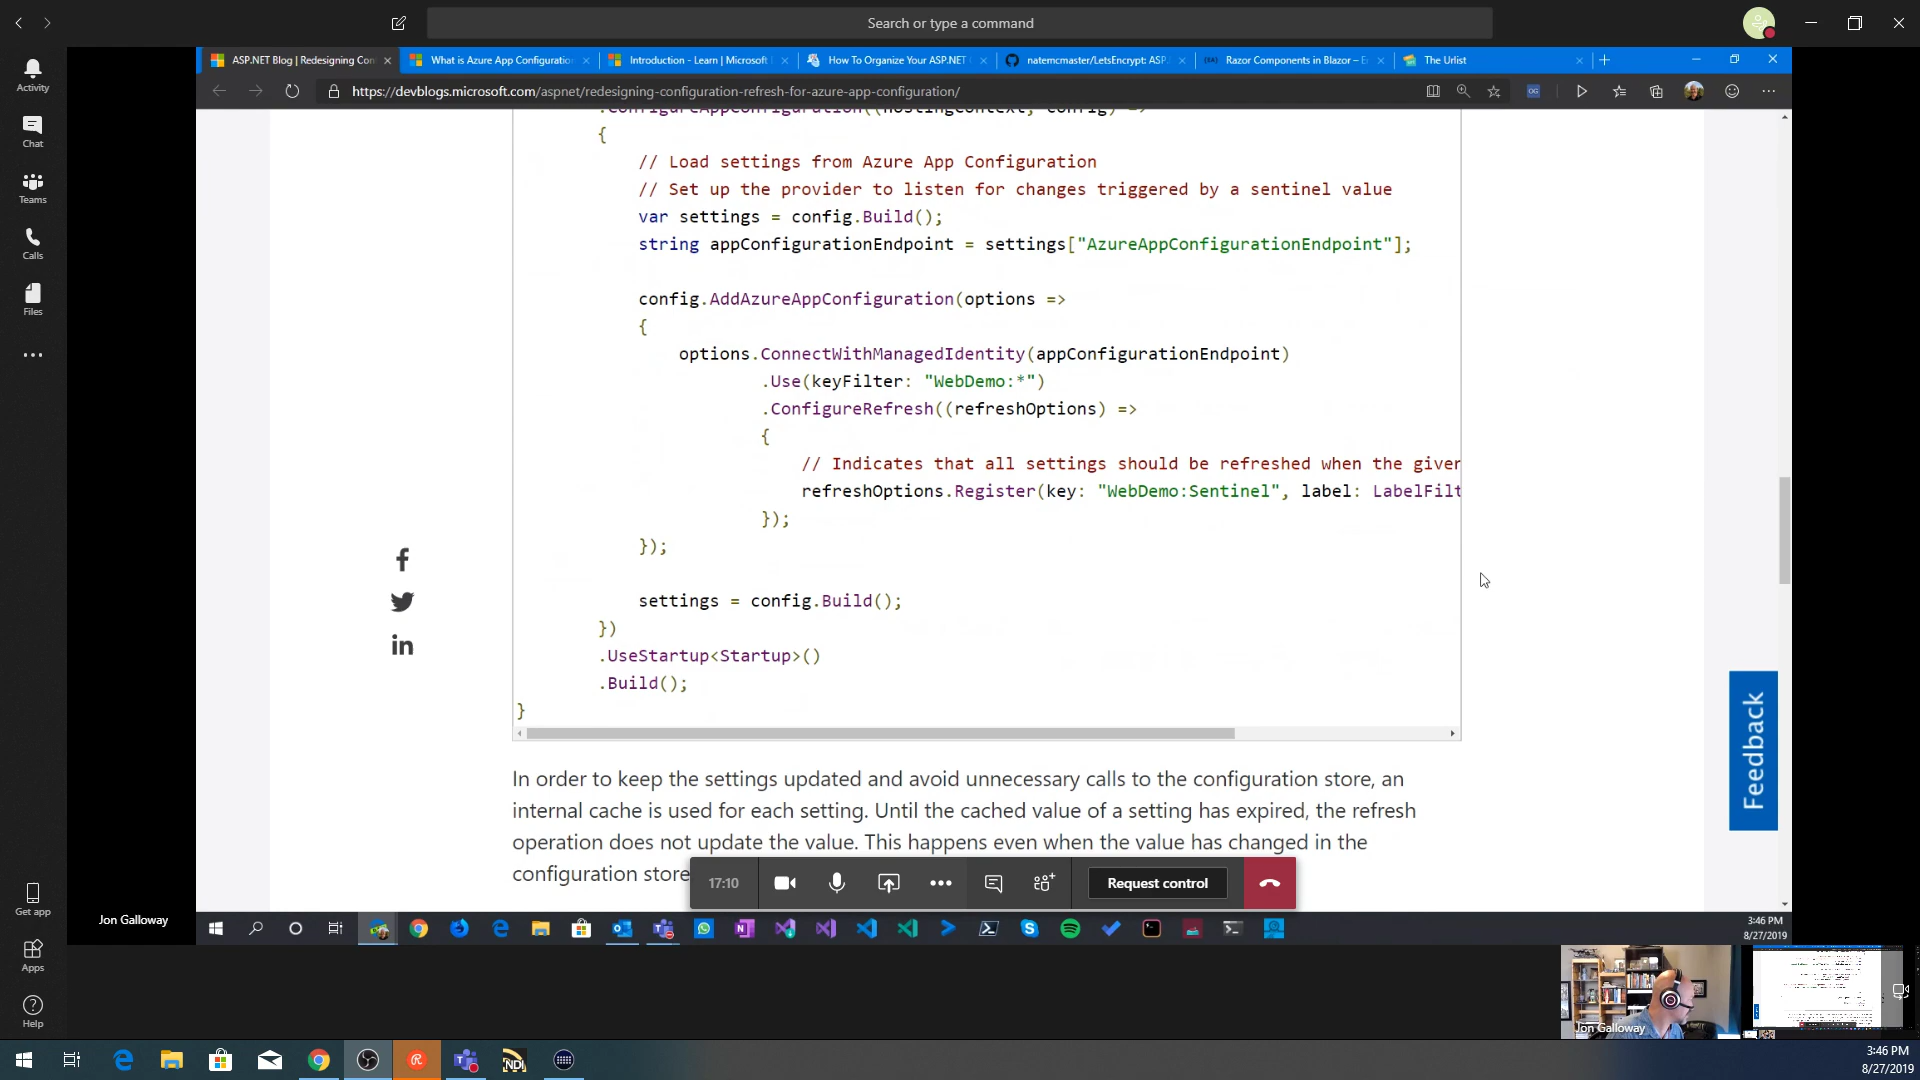 Search or type a command
Activity
Chat
Teams
Calls
Files
Get app
Apps
Help
ASP.NET Blog | Redesigning Con
What is Azure App Configuration
Introduction - Learn | Microsoft
How To Organize Your ASP.NET
natemcmaster/LetsEncrypt: ASP.
Razor Components in Blazor –
The Urlist
https://devblogs.microsoft.com/aspnet/redesigning-configuration-refresh-for-azure-app-configuration/
.ConfigureAppConfiguration((hostingContext, config) =>
{
// Load settings from Azure App Configuration
// Set up the provider to listen for changes triggered by a sentinel value
var settings = config.Build();
string appConfigurationEndpoint = settings["AzureAppConfigurationEndpoint"];
config.AddAzureAppConfiguration(options =>
{
options.ConnectWithManagedIdentity(appConfigurationEndpoint)
.Use(keyFilter: "WebDemo:*")
.ConfigureRefresh((refreshOptions) =>
{
// Indicates that all settings should be refreshed when the given
refreshOptions.Register(key: "WebDemo:Sentinel", label: LabelFilt
});
});
settings = config.Build();
})
.UseStartup<Startup>()
.Build();
}
Feedback
In order to keep the settings updated and avoid unnecessary calls to the configuration store, an
internal cache is used for each setting. Until the cached value of a setting has expired, the refresh
operation does not update the value. This happens even when the value has changed in the
configuration store
17:10
Request control
Jon Galloway
3:46 PM
8/27/2019
Jon Galloway
3:46 PM
8/27/2019